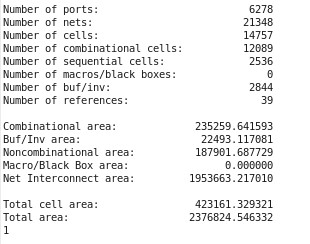 Number of ports: 6278
Number of nets: 21348
Number of cells: 14757
Number of combinational cells: 12089
Number of sequential cells: 2536
Number of macros/black boxes: 0
Number of buf/inv: 2844
Number of references: 39

Combinational area: 235259.641593
Buf/Inv area: 22493.117081
Noncombinational area: 187901.687729
Macro/Black Box area: 0.000000
Net Interconnect area: 1953663.217010

Total cell area: 423161.329321
Total area: 2376824.546332
1